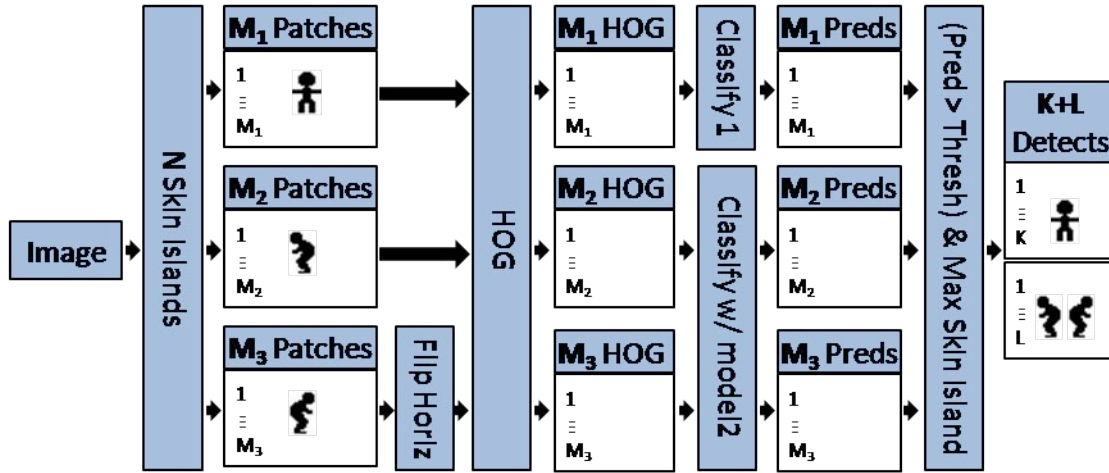 Image
N Skin Islands
M1 Patches
1
...
M1
M2 Patches
1
...
M2
M3 Patches
1
...
M3
Flip Horiz
HOG
M1 HOG
1
...
M1
M2 HOG
1
...
M2
M3 HOG
1
...
M3
Classify 1
Classify w/ model2
M1 Preds
1
...
M1
M2 Preds
1
...
M2
M3 Preds
1
...
M3
(Pred > Thresh) & Max Skin Island
K+L
Detects
1
...
K
1
...
L